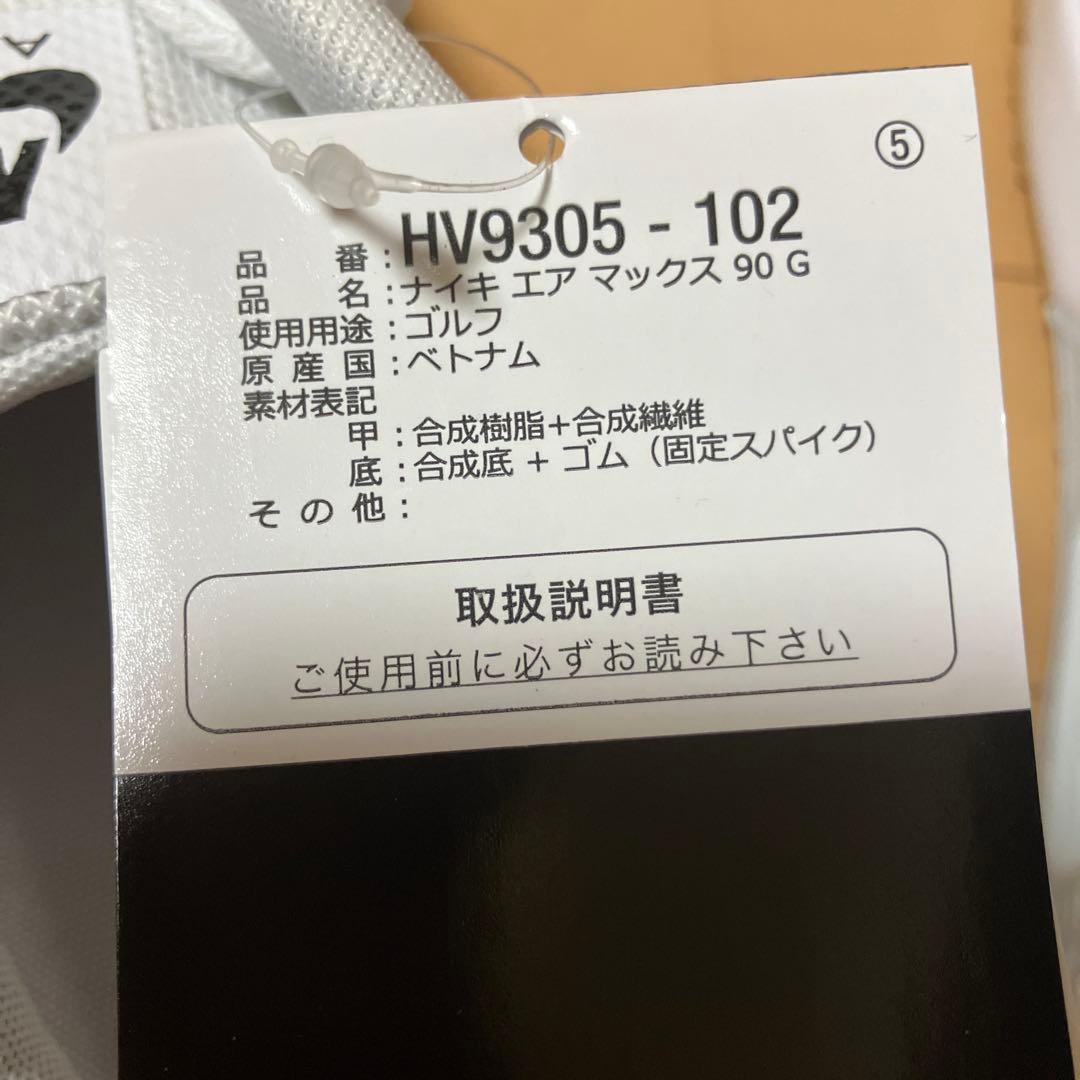 ⑤
品番：HV9305 - 102
品名：ナイキ エア マックス 90 G
使用用途：ゴルフ
原産国：ベトナム
素材表記
甲：合成樹脂+合成繊維
底：合成底 + ゴム（固定スパイク）
その他：
取扱説明書
ご使用前に必ずお読み下さい